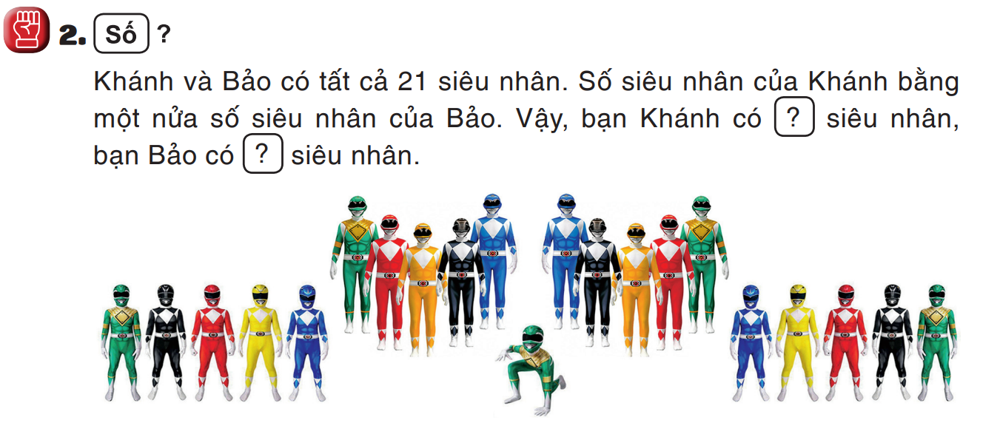 2. Số ?
Khánh và Bảo có tất cả 21 siêu nhân. Số siêu nhân của Khánh bằng
một nửa số siêu nhân của Bảo. Vậy, bạn Khánh có ? siêu nhân,
bạn Bảo có ? siêu nhân.